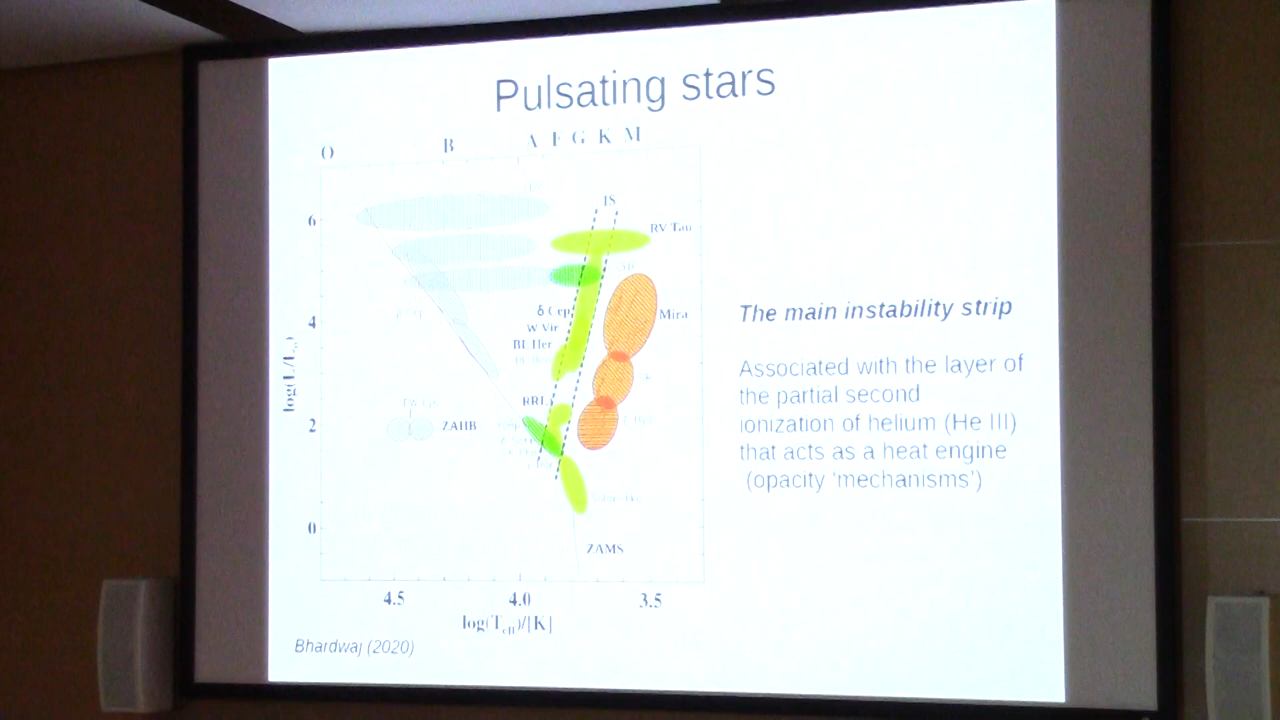 Pulsating stars
O B A F G K M
6
IS
RV Tau
4
δ Cep
W Vir
BL Her
Mira
log(L/L☉)
RRL
2
ZAHB
0
ZAMS
4.5 4.0 3.5
log(Teff)/[K]
The main instability strip
Associated with the layer of
the partial second
ionization of helium (He III)
that acts as a heat engine
(opacity 'mechanisms')
Bhardwaj (2020)